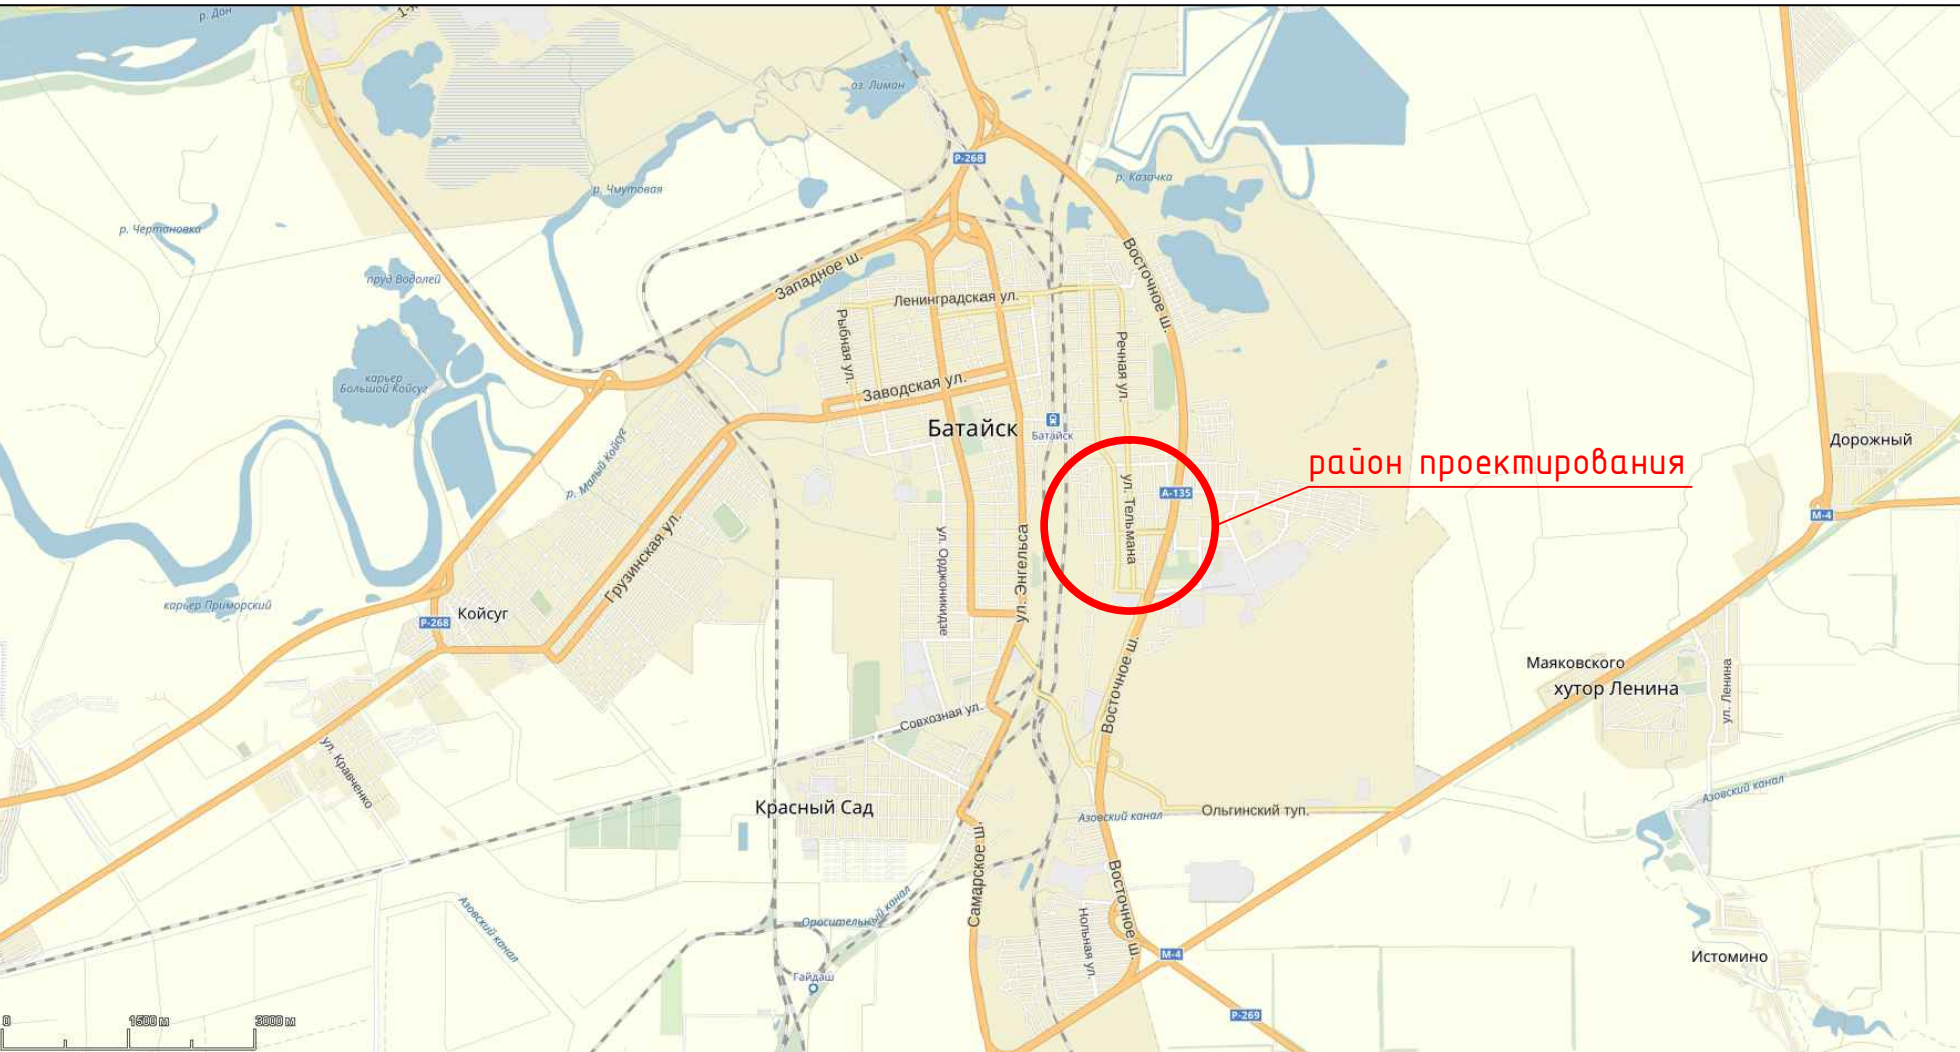 р. Дон
оз. Лиман
Р-268
р. Чмутовая
р. Казачка
р. Чертановка
пруд Водолей
Западное ш.
Восточное ш.
Ленинградская ул.
Рыбная ул.
Речная ул.
карьер
Большой Койсуг
Заводская ул.
Батайск
Батайск
Дорожный
район проектирования
р. Малый Койсуг
А-135
ул. Тельмана
М-4
Грузинская ул.
ул. Орджоникидзе
ул. Энгельса
карьер Приморский
Койсуг
Р-268
Маяковского
хутор Ленина
ул. Ленина
Восточное ш.
Совхозная ул.
ул. Кравченко
Красный Сад
Азовский канал
Ольгинский туп.
Азовский канал
Самарское ш.
Восточное ш.
Азовский канал
Оросительный канал
Нольная ул.
М-4
Истомино
Гайдаш
Р-269
0
1500 м
3000 м